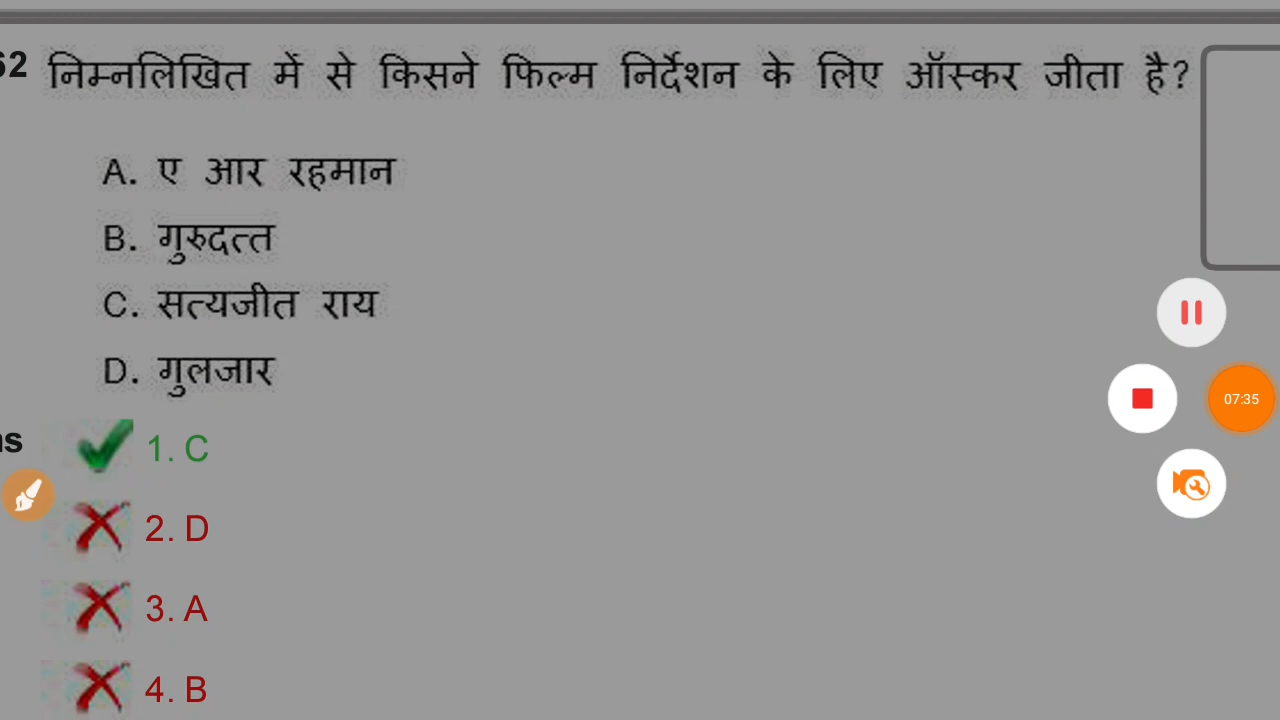 62 निम्नलिखित में से किसने फिल्म निर्देशन के लिए ऑस्कर जीता है?
A. ए आर रहमान
B. गुरुदत्त
C. सत्यजीत राय
D. गुलजार
1. C
2. D
3. A
4. B
07:35